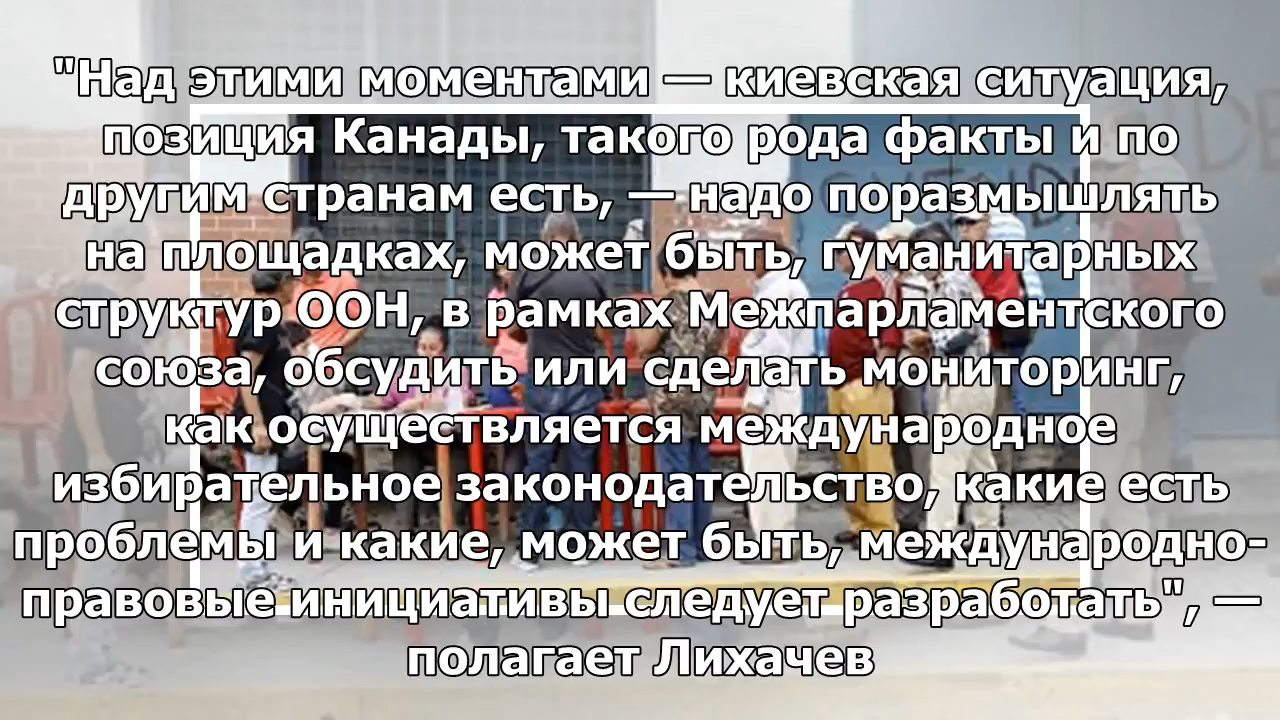 "Над этими моментами — киевская ситуация,
позиция Канады, такого рода факты и по
другим странам есть, — надо поразмышлять
на площадках, может быть, гуманитарных
структур ООН, в рамках Межпарламентского
союза, обсудить или сделать мониторинг,
как осуществляется международное
избирательное законодательство, какие есть
проблемы и какие, может быть, международно-
правовые инициативы следует разработать", —
полагает Лихачев